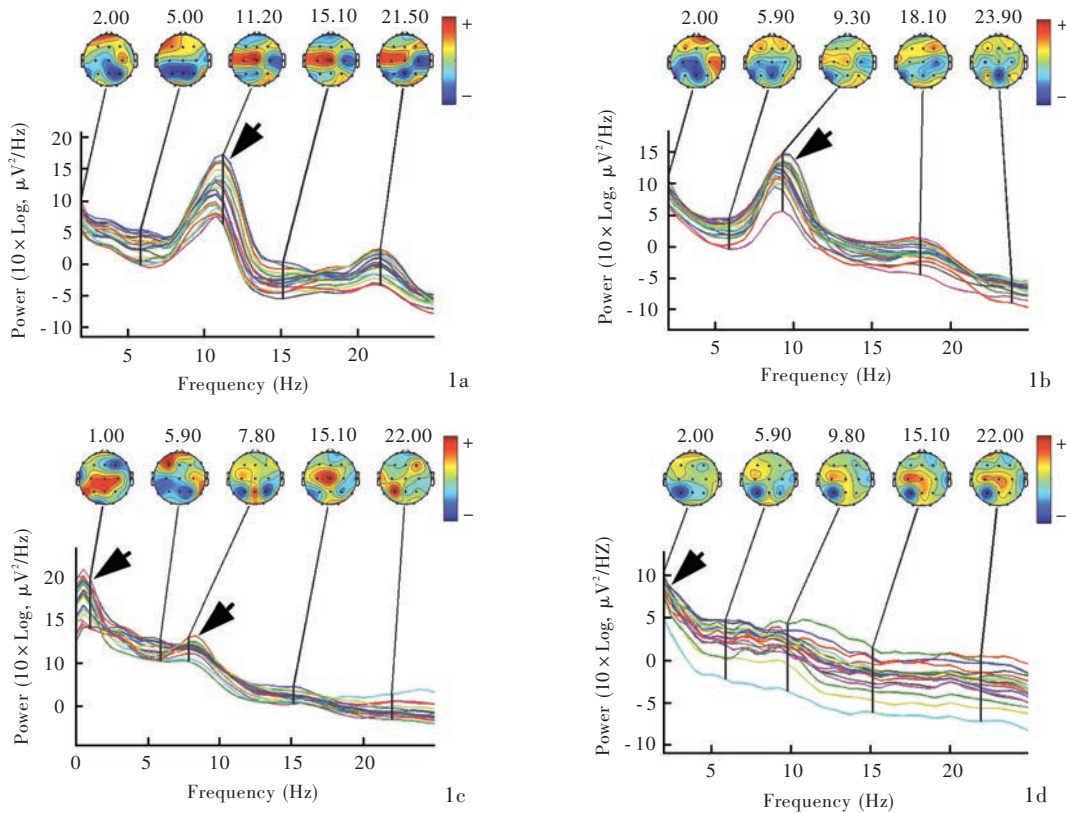 2.00 5.00 11.20 15.10 21.50
+
−
20
15
10
5
0
-5
-10
5 10 15 20
Power (10×Log, μV²/Hz)
Frequency (Hz)
1a
2.00 5.90 9.30 18.10 23.90
+
−
15
10
5
0
-5
-10
5 10 15 20
Power (10×Log, μV²/Hz)
Frequency (Hz)
1b
1.00 5.90 7.80 15.10 22.00
+
−
20
15
10
0
0 5 10 15 20
Power (10×Log, μV²/Hz)
Frequency (Hz)
1c
2.00 5.90 9.80 15.10 22.00
+
−
10
5
0
-5
-10
5 10 15 20
Power (10×Log, μV²/HZ)
Frequency (Hz)
1d